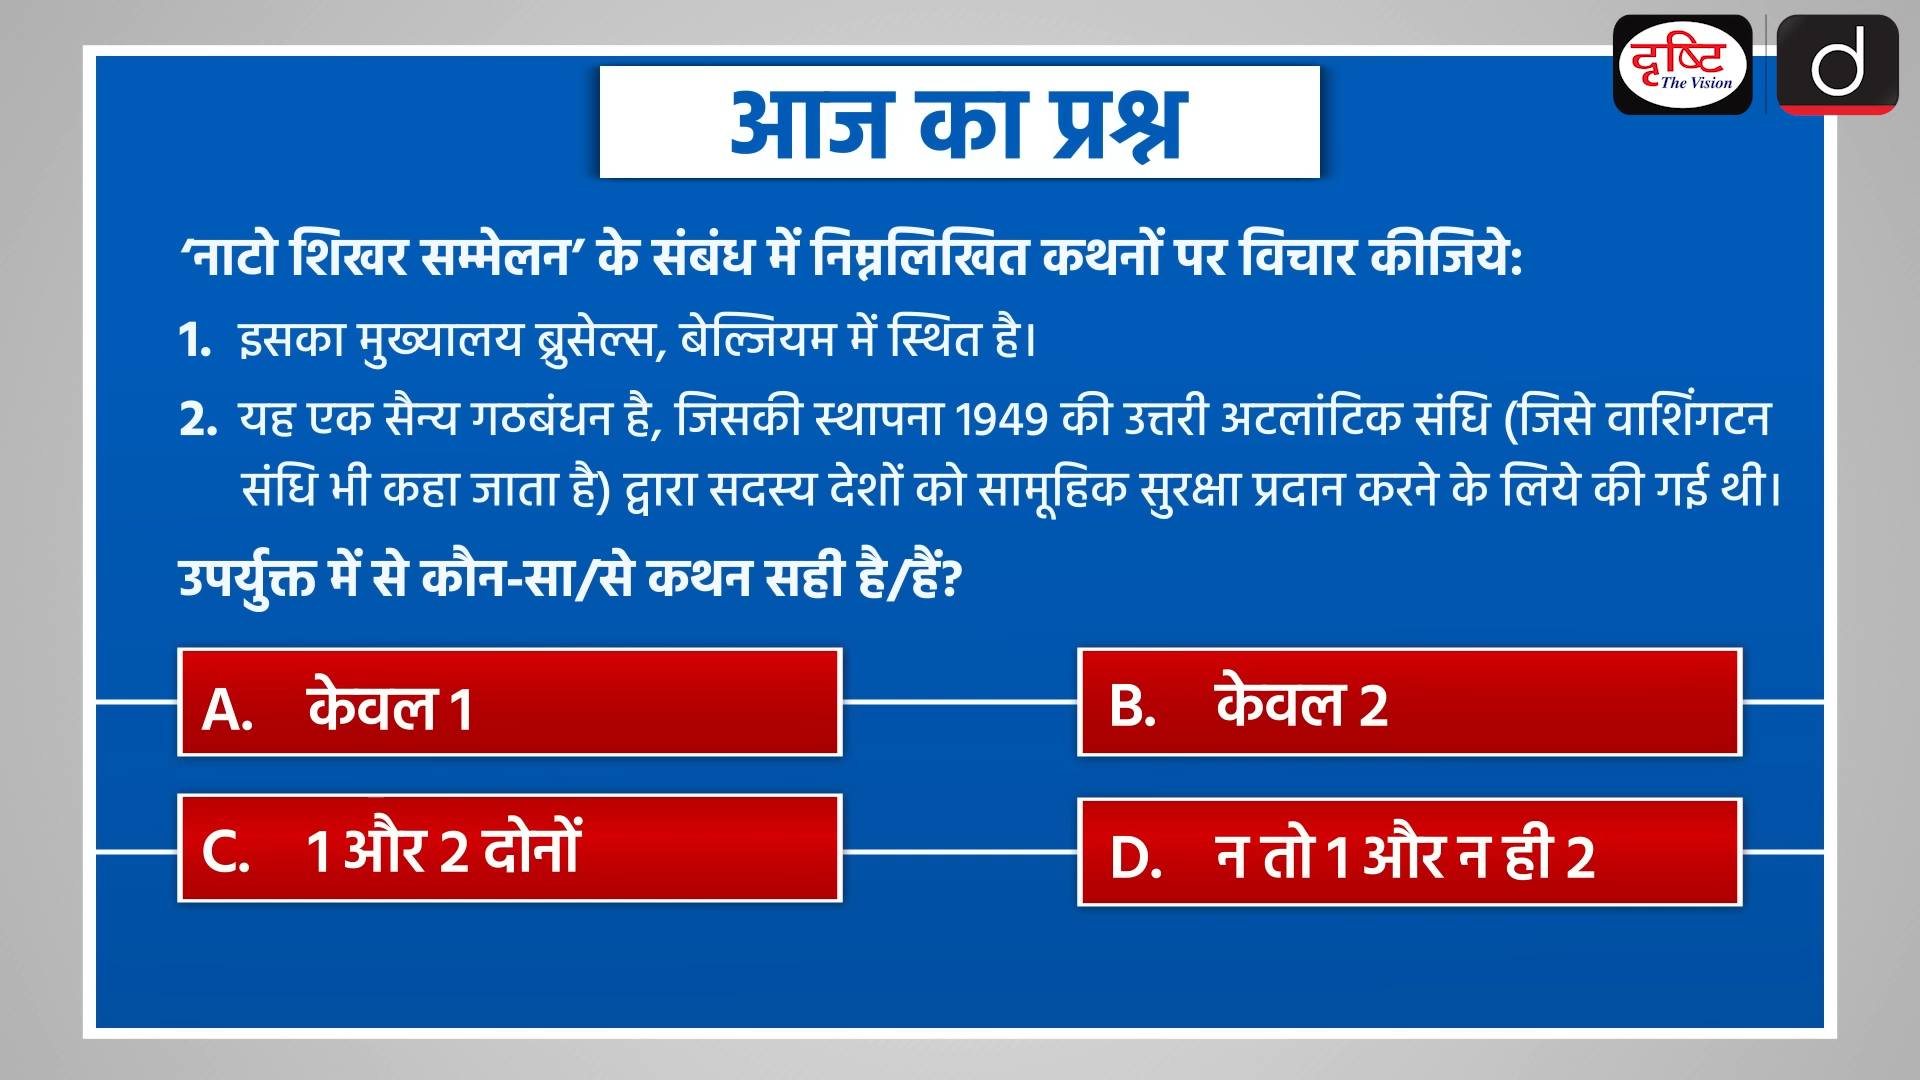 दृष्टि
The Vision
d
आज का प्रश्न
‘नाटो शिखर सम्मेलन’ के संबंध में निम्नलिखित कथनों पर विचार कीजिये:
1. इसका मुख्यालय ब्रुसेल्स, बेल्जियम में स्थित है।
2. यह एक सैन्य गठबंधन है, जिसकी स्थापना 1949 की उत्तरी अटलांटिक संधि (जिसे वाशिंगटन
संधि भी कहा जाता है) द्वारा सदस्य देशों को सामूहिक सुरक्षा प्रदान करने के लिये की गई थी।
उपर्युक्त में से कौन-सा/से कथन सही है/हैं?
A. केवल 1
B. केवल 2
C. 1 और 2 दोनों
D. न तो 1 और न ही 2